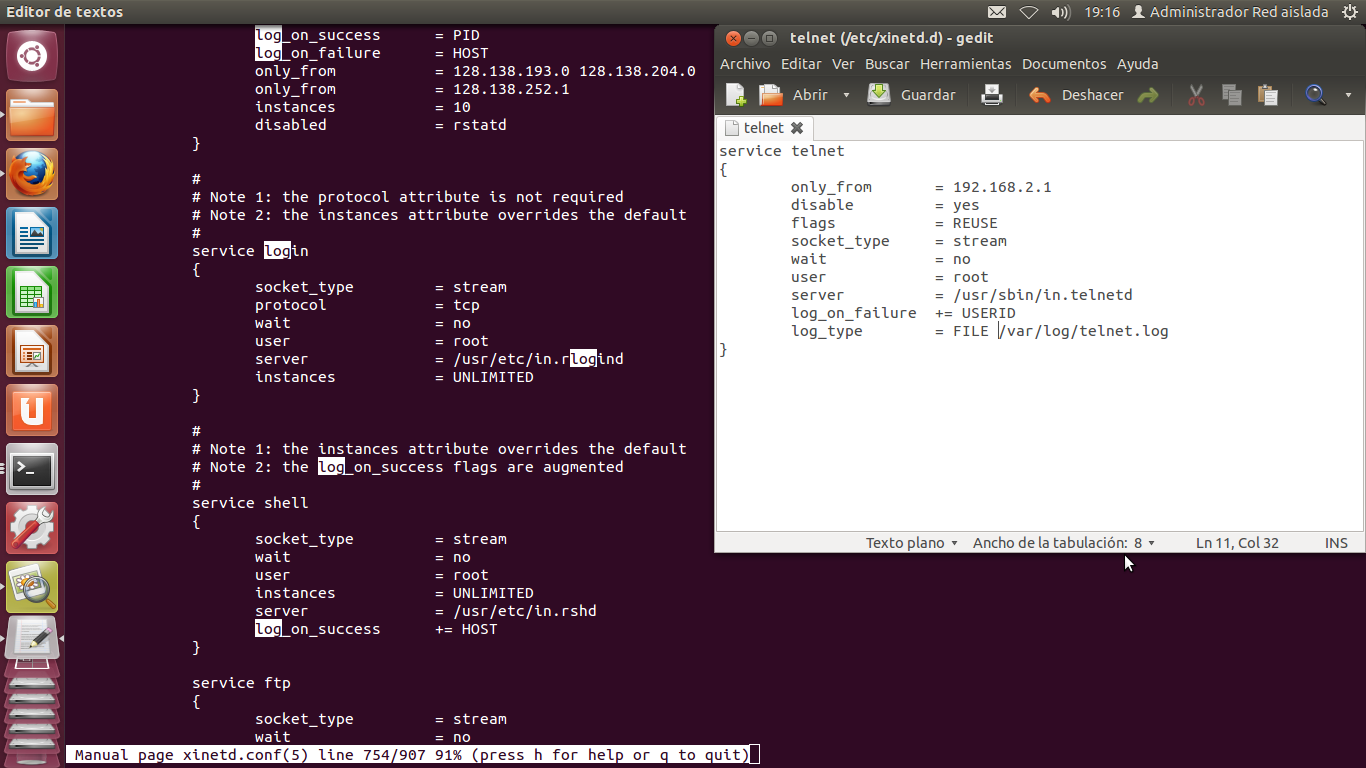 Editor de textos
19:16
Administrador Red aislada
log_on_success = PID
log_on_failure = HOST
only_from = 128.138.193.0 128.138.204.0
only_from = 128.138.252.1
instances = 10
disabled = rstatd
}
#
# Note 1: the protocol attribute is not required
# Note 2: the instances attribute overrides the default
#
service login
{
socket_type = stream
protocol = tcp
wait = no
user = root
server = /usr/etc/in.rlogind
instances = UNLIMITED
}
#
# Note 1: the instances attribute overrides the default
# Note 2: the log_on_success flags are augmented
#
service shell
{
socket_type = stream
wait = no
user = root
instances = UNLIMITED
server = /usr/etc/in.rshd
log_on_success += HOST
}
service ftp
{
socket_type = stream
wait = no
Manual page xinetd.conf(5) line 754/907 91% (press h for help or q to quit)
telnet (/etc/xinetd.d) - gedit
Archivo Editar Ver Buscar Herramientas Documentos Ayuda
Abrir Guardar Deshacer
telnet
service telnet
{
only_from = 192.168.2.1
disable = yes
flags = REUSE
socket_type = stream
wait = no
user = root
server = /usr/sbin/in.telnetd
log_on_failure += USERID
log_type = FILE /var/log/telnet.log
}
Texto plano Ancho de la tabulación: 8 Ln 11, Col 32 INS